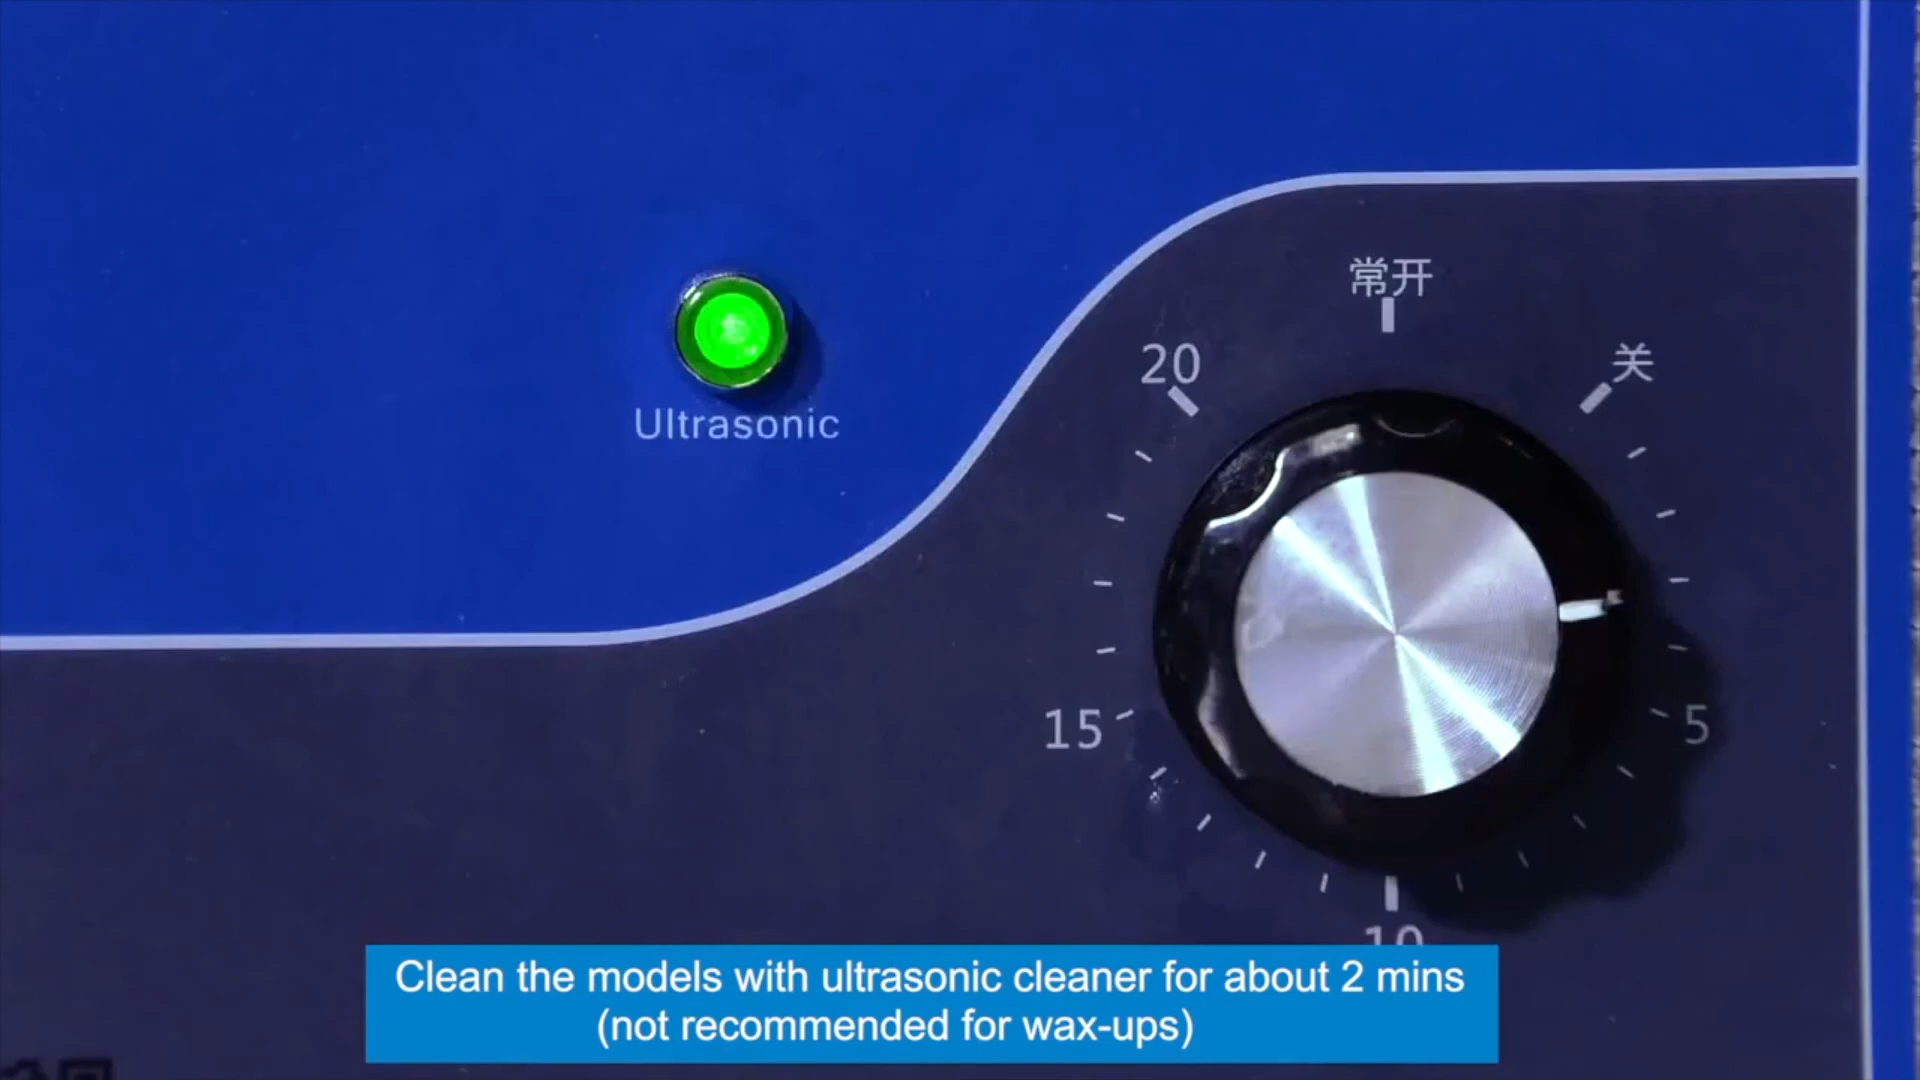 常开
20
关
Ultrasonic
15
5
10
Clean the models with ultrasonic cleaner for about 2 mins
(not recommended for wax-ups)